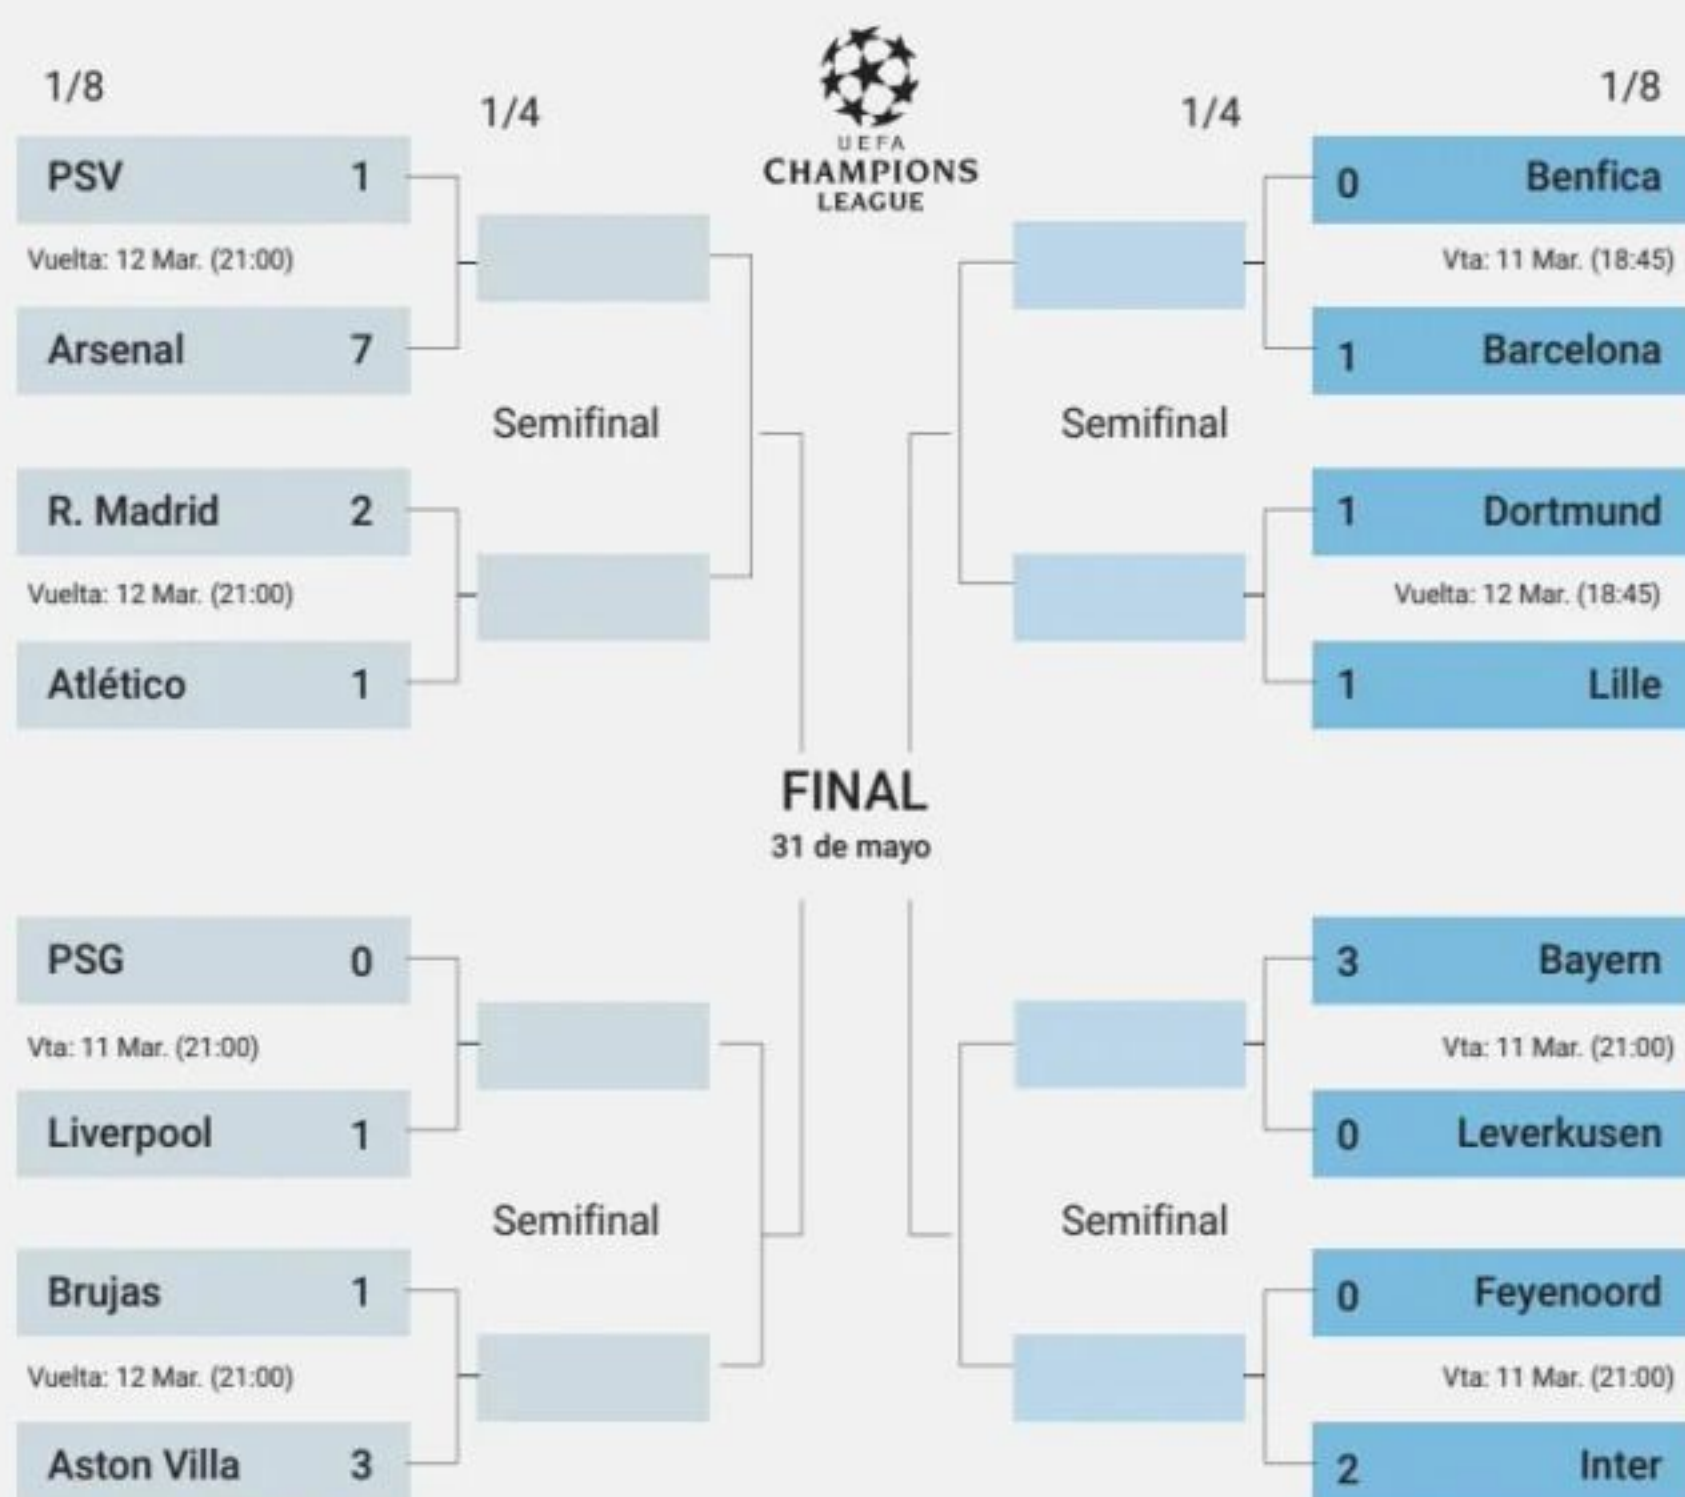 1/8
1/4
UEFA
CHAMPIONS
LEAGUE
1/4
1/8
PSV 1
Vuelta: 12 Mar. (21:00)
Arsenal 7
Semifinal
R. Madrid 2
Vuelta: 12 Mar. (21:00)
Atlético 1
0 Benfica
Vta: 11 Mar. (18:45)
1 Barcelona
Semifinal
1 Dortmund
Vuelta: 12 Mar. (18:45)
1 Lille
FINAL
31 de mayo
PSG 0
Vta: 11 Mar. (21:00)
Liverpool 1
Semifinal
Brujas 1
Vuelta: 12 Mar. (21:00)
Aston Villa 3
3 Bayern
Vta: 11 Mar. (21:00)
0 Leverkusen
Semifinal
0 Feyenoord
Vta: 11 Mar. (21:00)
2 Inter